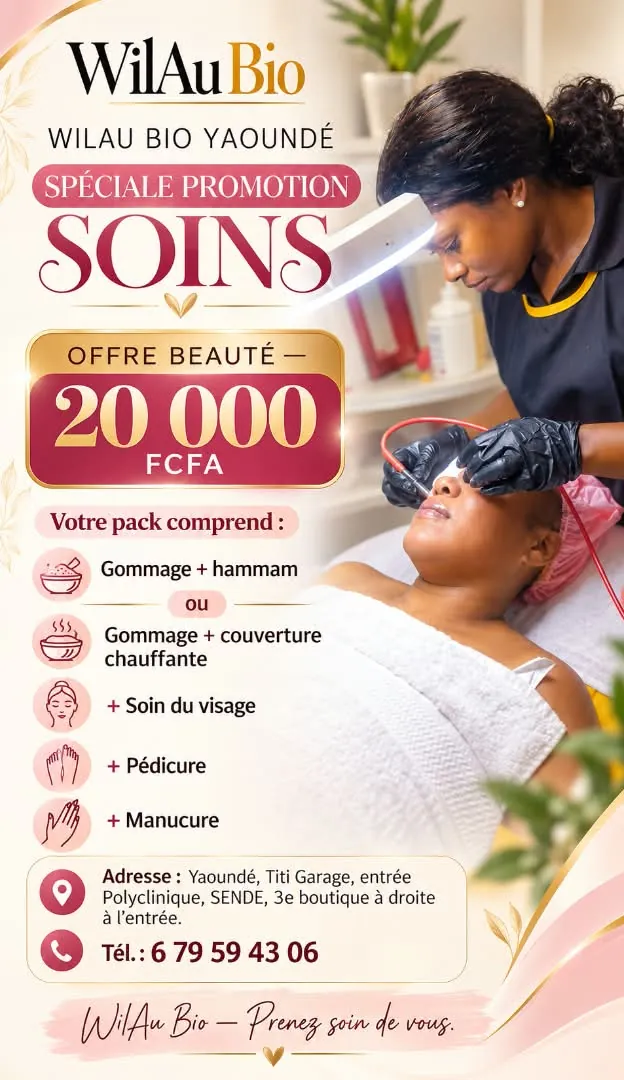 WilAu Bio
WILAU BIO YAOUNDÉ
SPÉCIALE PROMOTION
SOINS
OFFRE BEAUTÉ —
20 000
FCFA
Votre pack comprend :
Gommage + hammam
ou
Gommage + couverture
chauffante
+ Soin du visage
+ Pédicure
+ Manucure
Adresse : Yaoundé, Titi Garage, entrée
Polyclinique, SENDE, 3e boutique à droite
à l'entrée.
Tél. : 6 79 59 43 06
WilAu Bio — Prenez soin de vous.